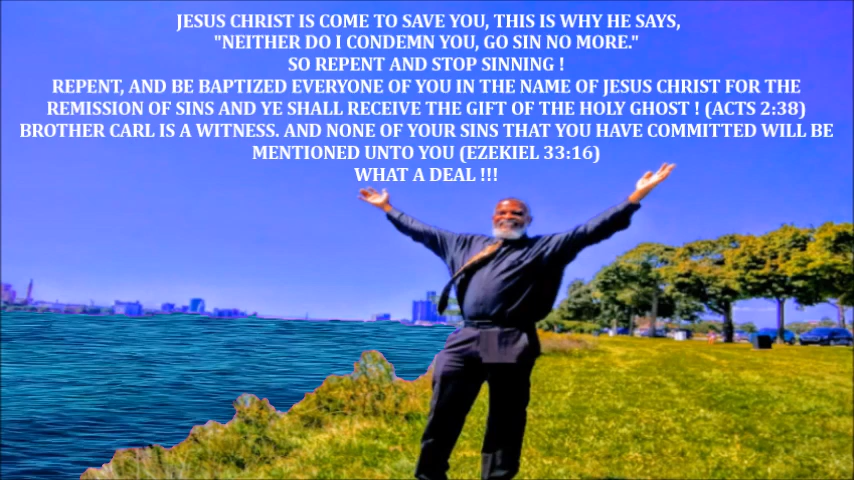 JESUS CHRIST IS COME TO SAVE YOU, THIS IS WHY HE SAYS,
"NEITHER DO I CONDEMN YOU, GO SIN NO MORE."
SO REPENT AND STOP SINNING !
REPENT, AND BE BAPTIZED EVERYONE OF YOU IN THE NAME OF JESUS CHRIST FOR THE
REMISSION OF SINS AND YE SHALL RECEIVE THE GIFT OF THE HOLY GHOST ! (ACTS 2:38)
BROTHER CARL IS A WITNESS. AND NONE OF YOUR SINS THAT YOU HAVE COMMITTED WILL BE
MENTIONED UNTO YOU (EZEKIEL 33:16)
WHAT A DEAL !!!